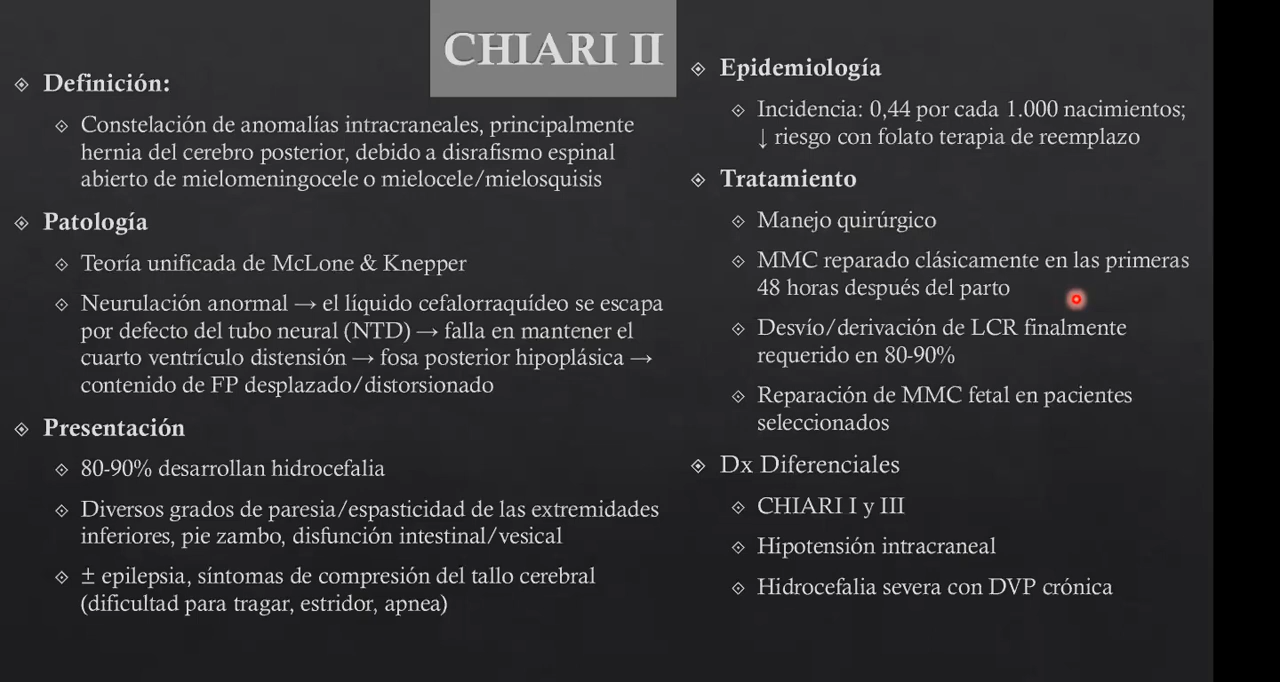 CHIARI II
Definición:
Constelación de anomalías intracraneales, principalmente
hernia del cerebro posterior, debido a disrafismo espinal
abierto de mielomeningocele o mielocele/mielosquisis
Patología
Teoría unificada de McLone & Knepper
Neurulación anormal → el líquido cefalorraquídeo se escapa
por defecto del tubo neural (NTD) → falla en mantener el
cuarto ventrículo distensión → fosa posterior hipoplásica →
contenido de FP desplazado/distorsionado
Presentación
80-90% desarrollan hidrocefalia
Diversos grados de paresia/espasticidad de las extremidades
inferiores, pie zambo, disfunción intestinal/vesical
± epilepsia, síntomas de compresión del tallo cerebral
(dificultad para tragar, estridor, apnea)
Epidemiología
Incidencia: 0,44 por cada 1.000 nacimientos;
↓ riesgo con folato terapia de reemplazo
Tratamiento
Manejo quirúrgico
MMC reparado clásicamente en las primeras
48 horas después del parto
Desvío/derivación de LCR finalmente
requerido en 80-90%
Reparación de MMC fetal en pacientes
seleccionados
Dx Diferenciales
CHIARI I y III
Hipotensión intracraneal
Hidrocefalia severa con DVP crónica